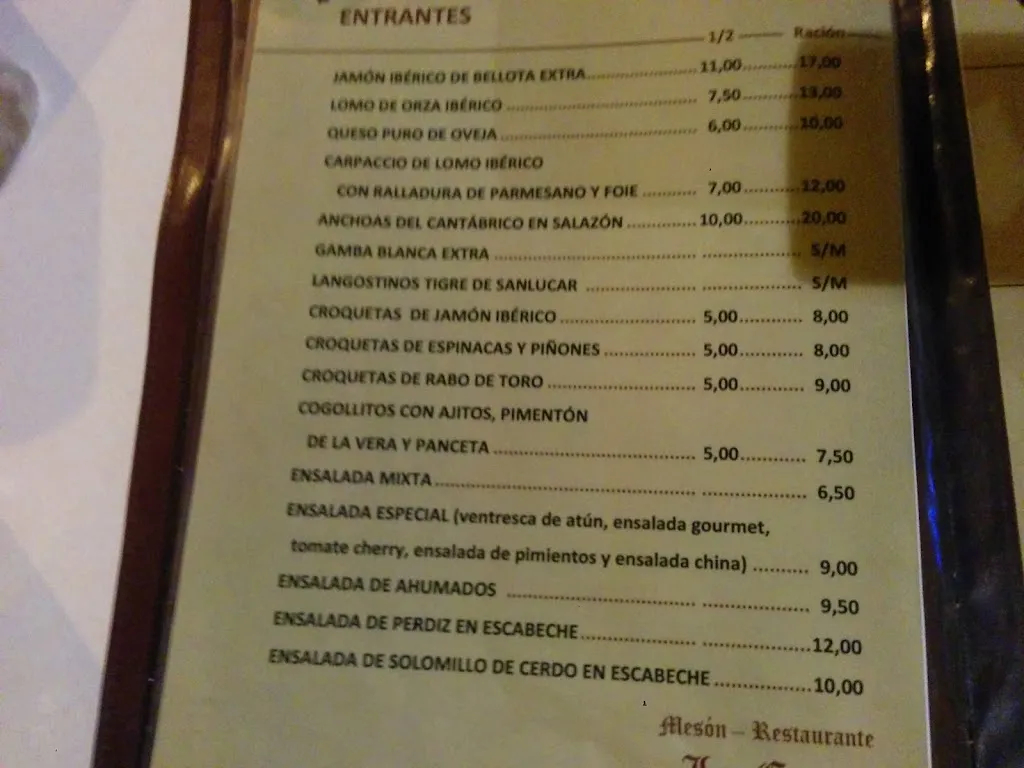 ENTRANTES
1/2 Ración
JAMÓN IBÉRICO DE BELLOTA EXTRA 11,00 17,00
LOMO DE ORZA IBÉRICO 7,50 13,00
QUESO PURO DE OVEJA 6,00 10,00
CARPACCIO DE LOMO IBÉRICO
CON RALLADURA DE PARMESANO Y FOIE 7,00 12,00
ANCHOAS DEL CANTÁBRICO EN SALAZÓN 10,00 20,00
GAMBA BLANCA EXTRA S/M
LANGOSTINOS TIGRE DE SANLUCAR S/M
CROQUETAS DE JAMÓN IBÉRICO 5,00 8,00
CROQUETAS DE ESPINACAS Y PIÑONES 5,00 8,00
CROQUETAS DE RABO DE TORO 5,00 9,00
COGOLLITOS CON AJITOS, PIMENTÓN
DE LA VERA Y PANCETA 5,00 7,50
ENSALADA MIXTA 6,50
ENSALADA ESPECIAL (ventresca de atún, ensalada gourmet,
tomate cherry, ensalada de pimientos y ensalada china) 9,00
ENSALADA DE AHUMADOS 9,50
ENSALADA DE PERDIZ EN ESCABECHE 12,00
ENSALADA DE SOLOMILLO DE CERDO EN ESCABECHE 10,00
Mesón – Restaurante